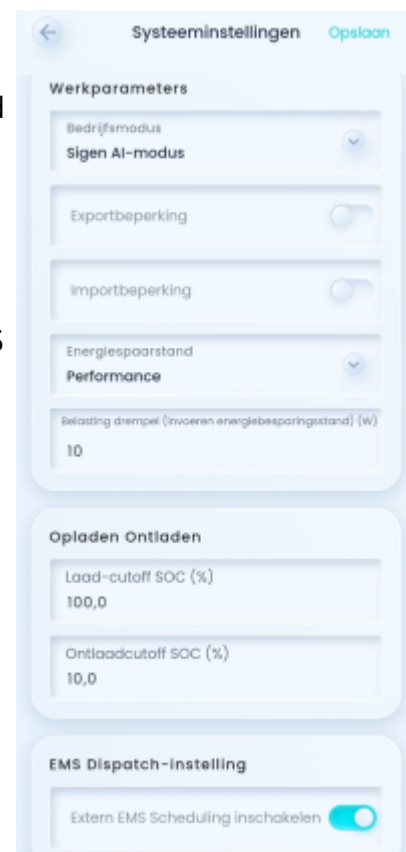 Systeeminstellingen Opslaan
Werkparameters
Bedrijfsmodus
Sigen AI-modus
Exportbeperking
Importbeperking
Energiespaarstand
Performance
Belasting drempel (Invoeren energiebesparingsstand) (W)
10
Opladen Ontladen
Laad-cutoff SOC (%)
100,0
Ontlaadcutoff SOC (%)
10,0
EMS Dispatch-instelling
Extern EMS Scheduling inschakelen